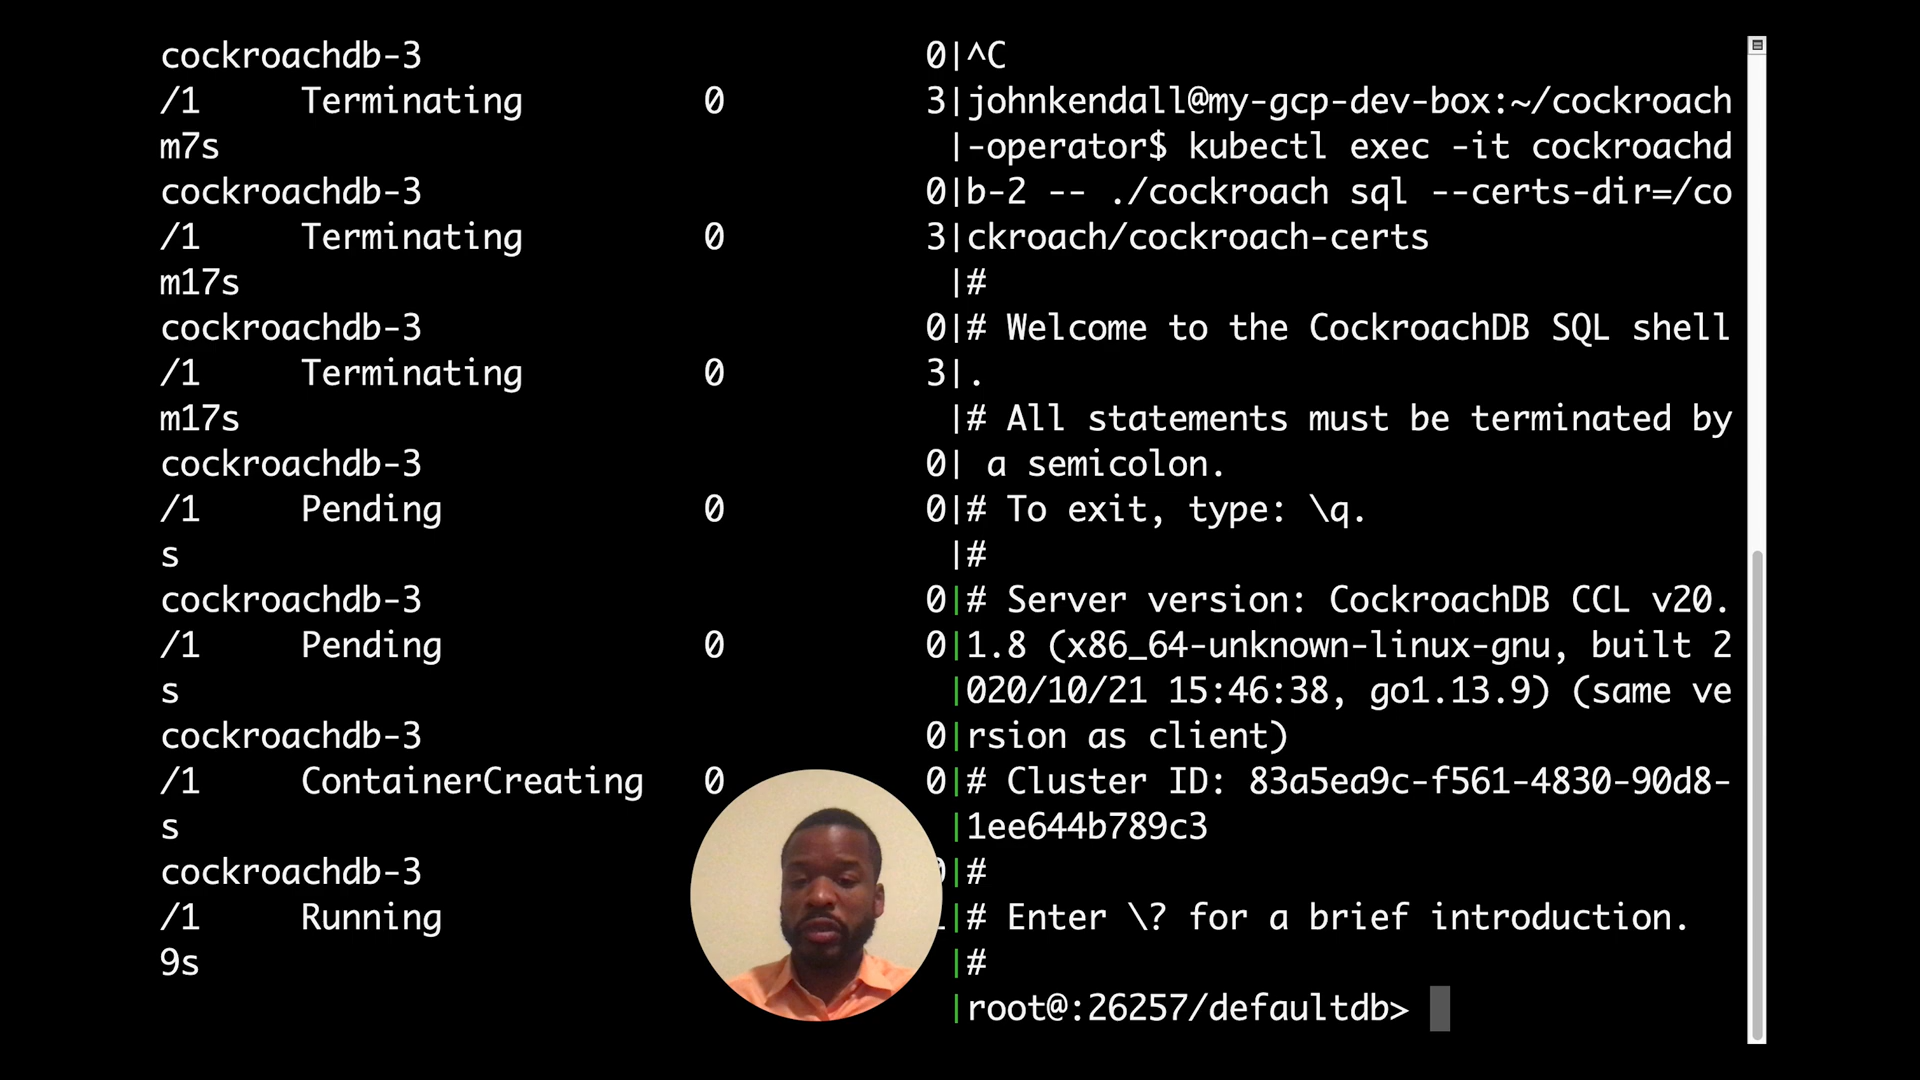 cockroachdb-3 0
/1 Terminating 0 3
m7s
cockroachdb-3 0
/1 Terminating 0 3
m17s
cockroachdb-3 0
/1 Terminating 0 3
m17s
cockroachdb-3 0
/1 Pending 0 0
s
cockroachdb-3 0
/1 Pending 0 0
s
cockroachdb-3 0
/1 ContainerCreating 0 0
s
cockroachdb-3
/1 Running
9s
^C
johnkendall@my-gcp-dev-box:~/cockroach
-operator$ kubectl exec -it cockroachd
b-2 -- ./cockroach sql --certs-dir=/co
ckroach/cockroach-certs
#
# Welcome to the CockroachDB SQL shell
.
# All statements must be terminated by
a semicolon.
# To exit, type: \q.
#
# Server version: CockroachDB CCL v20.
1.8 (x86_64-unknown-linux-gnu, built 2
020/10/21 15:46:38, go1.13.9) (same ve
rsion as client)
# Cluster ID: 83a5ea9c-f561-4830-90d8-
1ee644b789c3
#
# Enter \? for a brief introduction.
#
root@:26257/defaultdb>